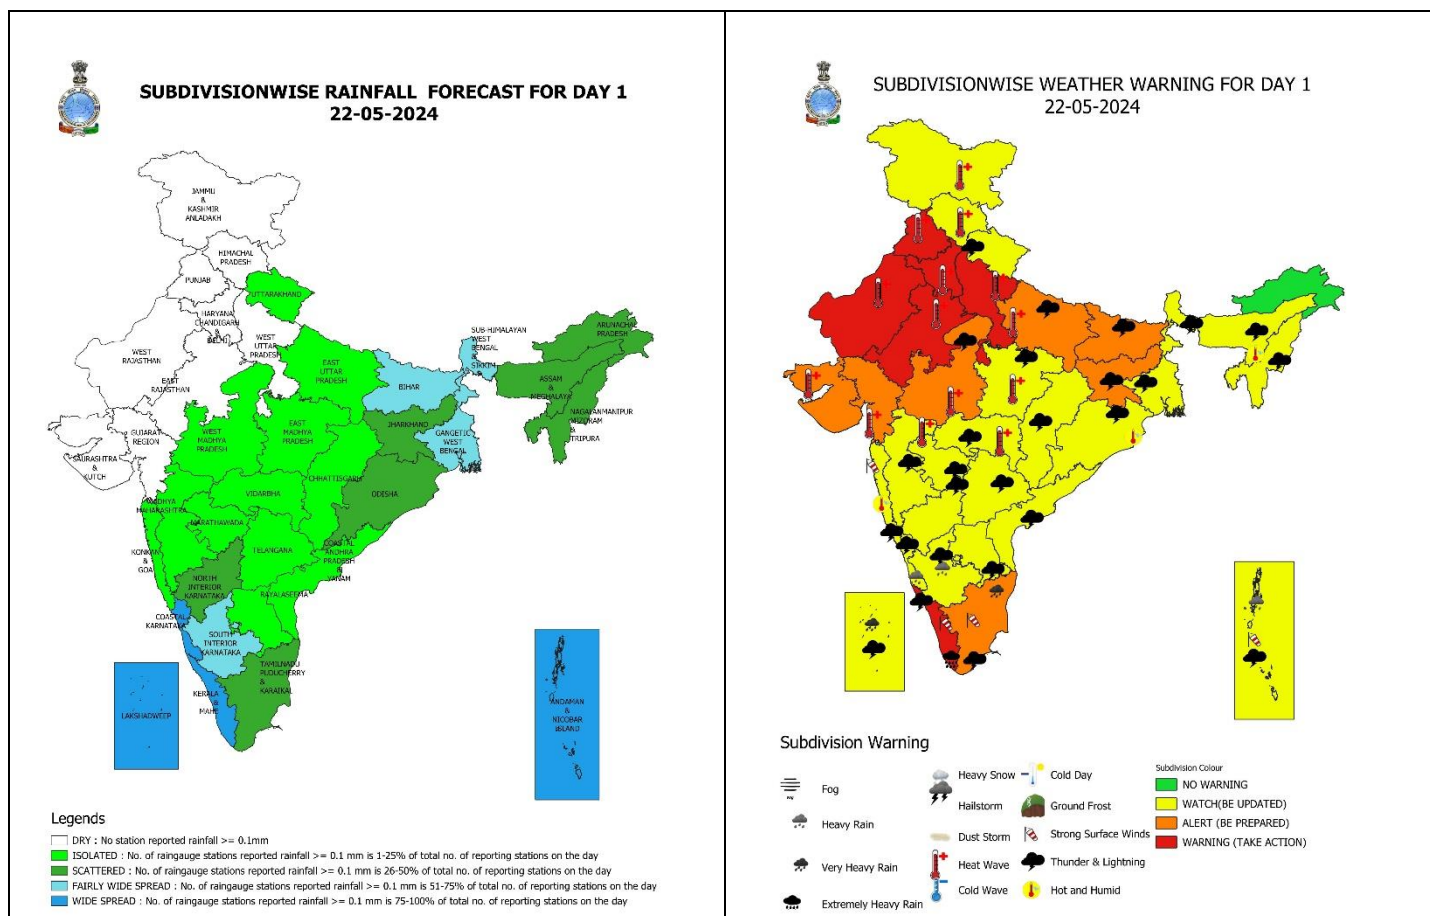 SUBDIVISIONWISE RAINFALL FORECAST FOR DAY 1
22-05-2024
JAMMU
&
KASHMIR
ANLADAKH
HIMACHAL
PRADESH
PUNJAB
UTTARAKHAND
HARYANA
CHANDIGARH
&
DELHI
WEST
RAJASTHAN
WEST
UTTAR
PRADESH
EAST
RAJASTHAN
EAST
UTTAR
PRADESH
BIHAR
SUB-HIMALAYAN
WEST
BENGAL
&
SIKKIM
ARUNACHAL
PRADESH
ASSAM
&
MEGHALAYA
NAGALANMANIPUR
MIZORAM
&
TRIPURA
GUJARAT
REGION
SAURASHTRA
&
KUTCH
WEST
MADHYA
PRADESH
EAST
MADHYA
PRADESH
JHARKHAND
GANGETIC
WEST
BENGAL
CHHATTISGARH
ODISHA
VIDARBHA
MADHYA
MAHARASHTRA
MARATHAWADA
KONKAN
&
GOA
TELANGANA
COASTAL
ANDHRA
PRADESH
&
YANAM
NORTH
INTERIOR
KARNATAKA
RAYALASEEMA
COASTAL
KARNATAKA
SOUTH
INTERIOR
KARNATAKA
TAMILNADU
PUDUCHERRY
&
KARAIKAL
KERALA
&
MAHE
LAKSHADWEEP
ANDAMAN
&
NICOBAR
ISLAND
Legends
DRY : No station reported rainfall >= 0.1mm
ISOLATED : No. of raingauge stations reported rainfall >= 0.1 mm is 1-25% of total no. of reporting stations on the day
SCATTERED : No. of raingauge stations reported rainfall >= 0.1 mm is 26-50% of total no. of reporting stations on the day
FAIRLY WIDE SPREAD : No. of raingauge stations reported rainfall >= 0.1 mm is 51-75% of total no. of reporting stations on the day
WIDE SPREAD : No. of raingauge stations reported rainfall >= 0.1 mm is 75-100% of total no. of reporting stations on the day
SUBDIVISIONWISE WEATHER WARNING FOR DAY 1
22-05-2024
Subdivision Warning
Fog
Heavy Rain
Very Heavy Rain
Extremely Heavy Rain
Heavy Snow
Hailstorm
Dust Storm
Heat Wave
Cold Wave
Cold Day
Ground Frost
Strong Surface Winds
Thunder & Lightning
Hot and Humid
Subdivision Colour
NO WARNING
WATCH(BE UPDATED)
ALERT (BE PREPARED)
WARNING (TAKE ACTION)